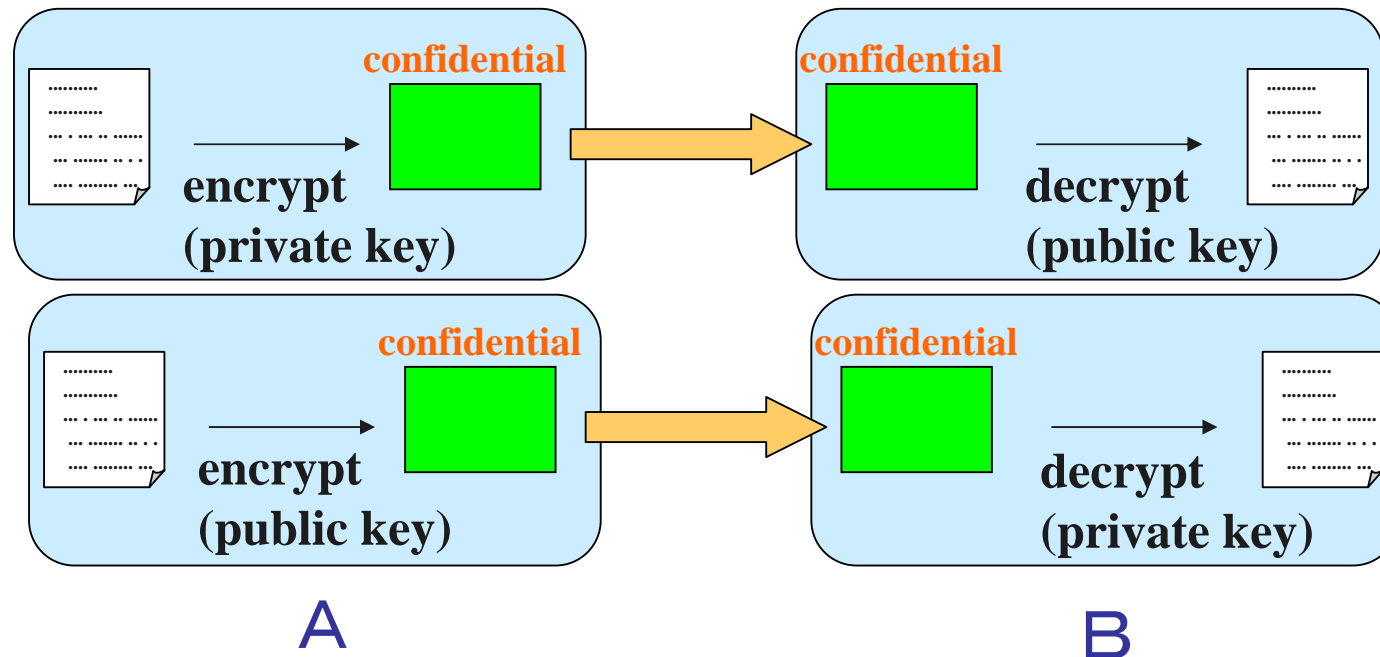 confidential
encrypt
(private key)
confidential
decrypt
(public key)
confidential
encrypt
(public key)
confidential
decrypt
(private key)
A
B